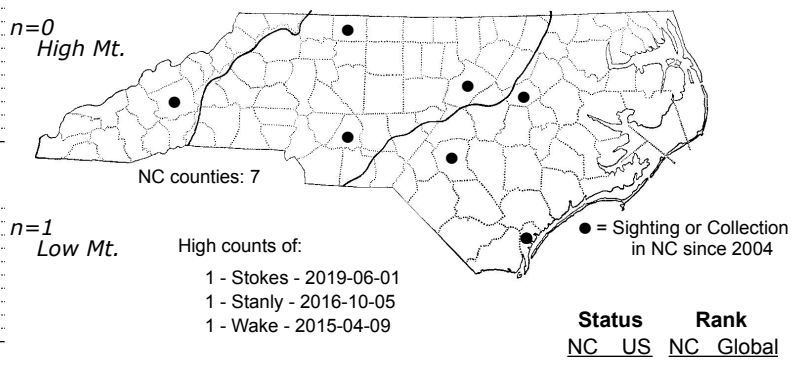 n=0
High Mt.
NC counties: 7
n=1
Low Mt.
High counts of:
1 - Stokes - 2019-06-01
1 - Stanly - 2016-10-05
1 - Wake - 2015-04-09
● = Sighting or Collection
in NC since 2004
Status Rank
NC US NC Global